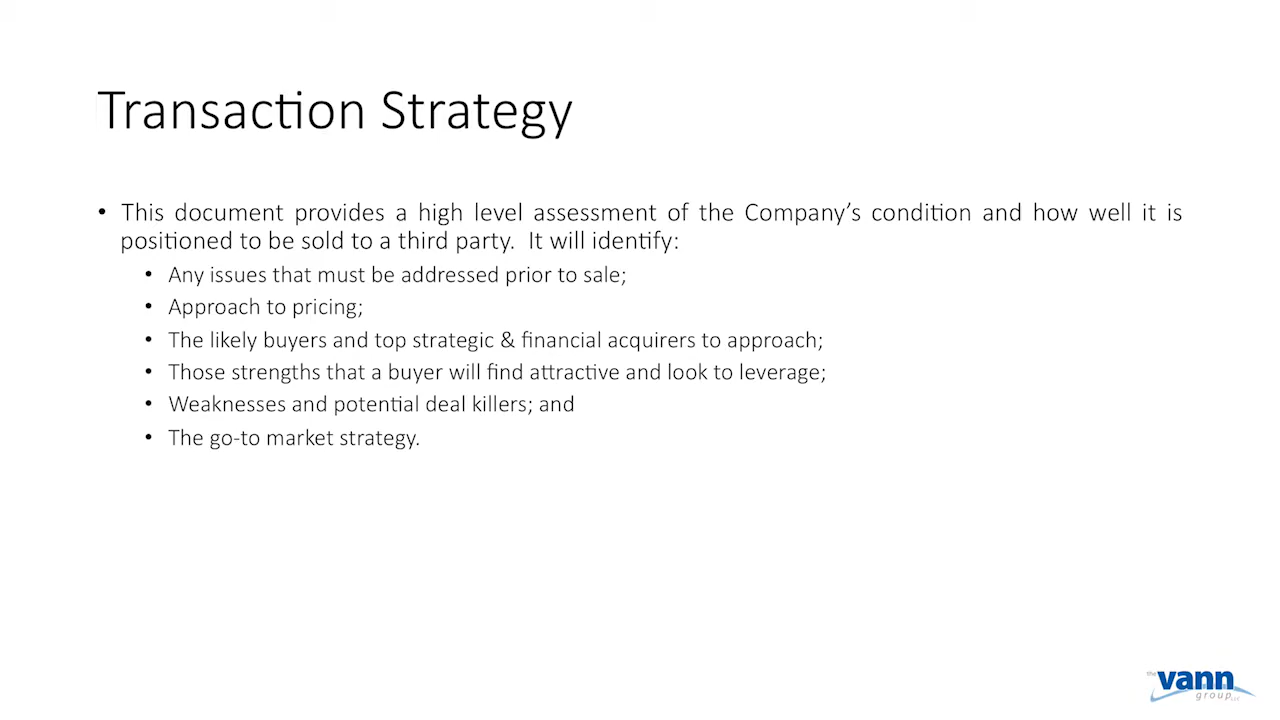 Transaction Strategy
• This document provides a high level assessment of the Company’s condition and how well it is
positioned to be sold to a third party. It will identify:
• Any issues that must be addressed prior to sale;
• Approach to pricing;
• The likely buyers and top strategic & financial acquirers to approach;
• Those strengths that a buyer will find attractive and look to leverage;
• Weaknesses and potential deal killers; and
• The go-to market strategy.
the vann
group LLC